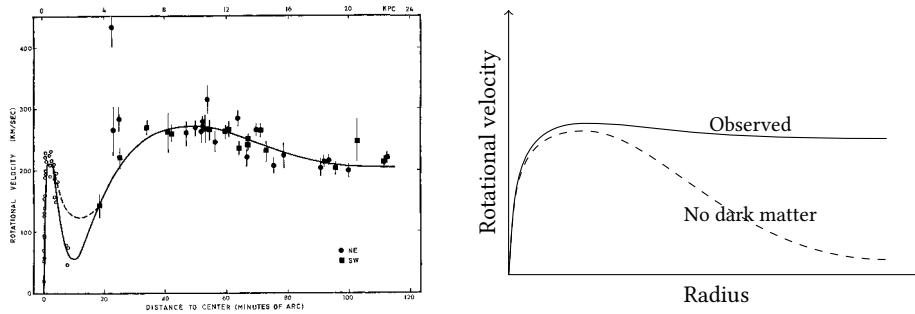 0 4 8 12 16 20 KPC 24
400
300
200
100
0
ROTATIONAL VELOCITY (KM/SEC)
NE
SW
0 20 40 60 80 100 120
DISTANCE TO CENTER (MINUTES OF ARC)
Rotational velocity
Observed
No dark matter
Radius